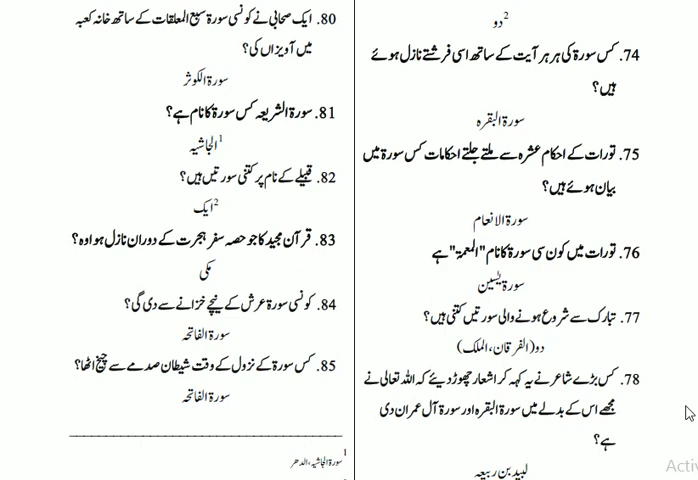 دو2
74. کس سورۃ کی ہر ہر آیت کے ساتھ اسی فرشتے نازل ہوئے
ہیں؟
سورۃ البقرہ
75. تورات کے احکام عشرہ سے ملتے جلتے احکامات کس سورۃ میں
بیان ہوئے ہیں؟
سورۃ الانعام
76. تورات میں کون سی سورۃ کا نام "المعمۃ" ہے
سورۃ یٰسین
77. تبارک سے شروع ہونے والی سورتیں کتنی ہیں؟
دو (الفرقان، الملک)
78. کس بڑے شاعر نے یہ کہہ کر اشعار چھوڑ دیئے کہ اللہ تعالی نے
مجھے اس کے بدلے میں سورۃ البقرہ اور سورۃ آل عمران دی
ہے؟
لبید بن ربیعہ
80. ایک صحابی نے کونسی سورۃ سبع المعلقات کے ساتھ خانہ کعبہ
میں آویزاں کی؟
سورۃ الکوثر
81. سورۃ الشریعہ کس سورۃ کا نام ہے؟
الجاشیہ1
82. قبیلے کے نام پر کتنی سورتیں ہیں؟
ایک2
83. قرآن مجید کا جو حصہ سفر ہجرت کے دوران نازل ہوا وہ؟
مکی
84. کونسی سورۃ عرش کے نیچے خزانے سے دی گی؟
سورۃ الفاتحہ
85. کس سورۃ کے نزول کے وقت شیطان صدمے سے چیخ اٹھا؟
سورۃ الفاتحہ
1 سورۃ الجاشیہ، الدھر
Activ